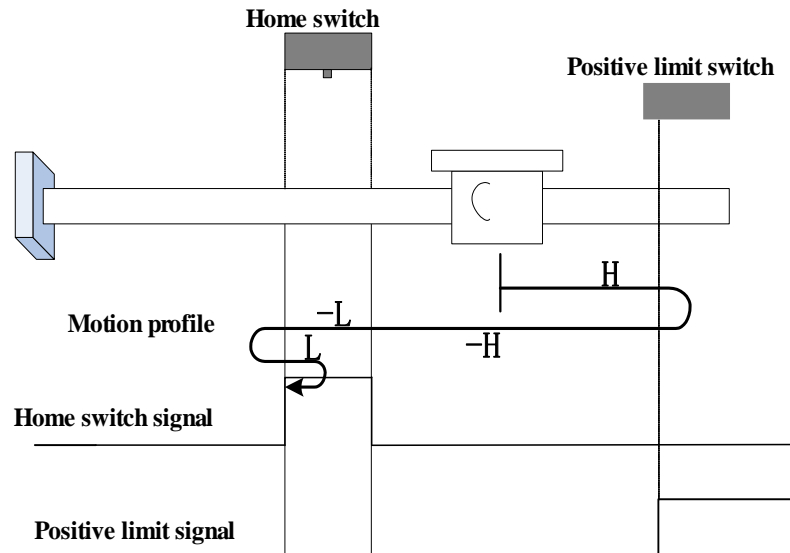 Home switch
Positive limit switch
H
-L
Motion profile
L
-H
Home switch signal
Positive limit signal